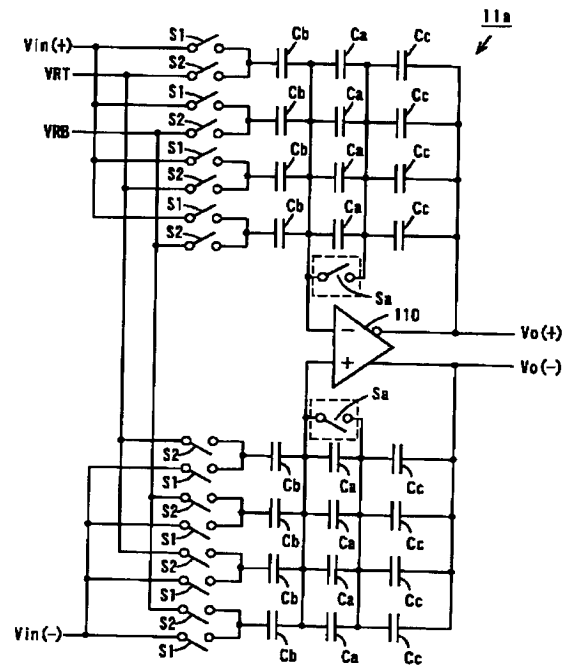 11a
Cb Ca Cc
Vin(+) S1
VRT S2
S1 Cb Ca Cc
VRB S2
S1 Cb Ca Cc
S2
S1 Cb Ca Cc
S2
Sa
110
− Vo(+)
+ Vo(−)
Sa
S2
S1 Cb Ca Cc
S2
S1 Cb Ca Cc
S2
S1 Cb Ca Cc
S2
Vin(−) S1 Cb Ca Cc